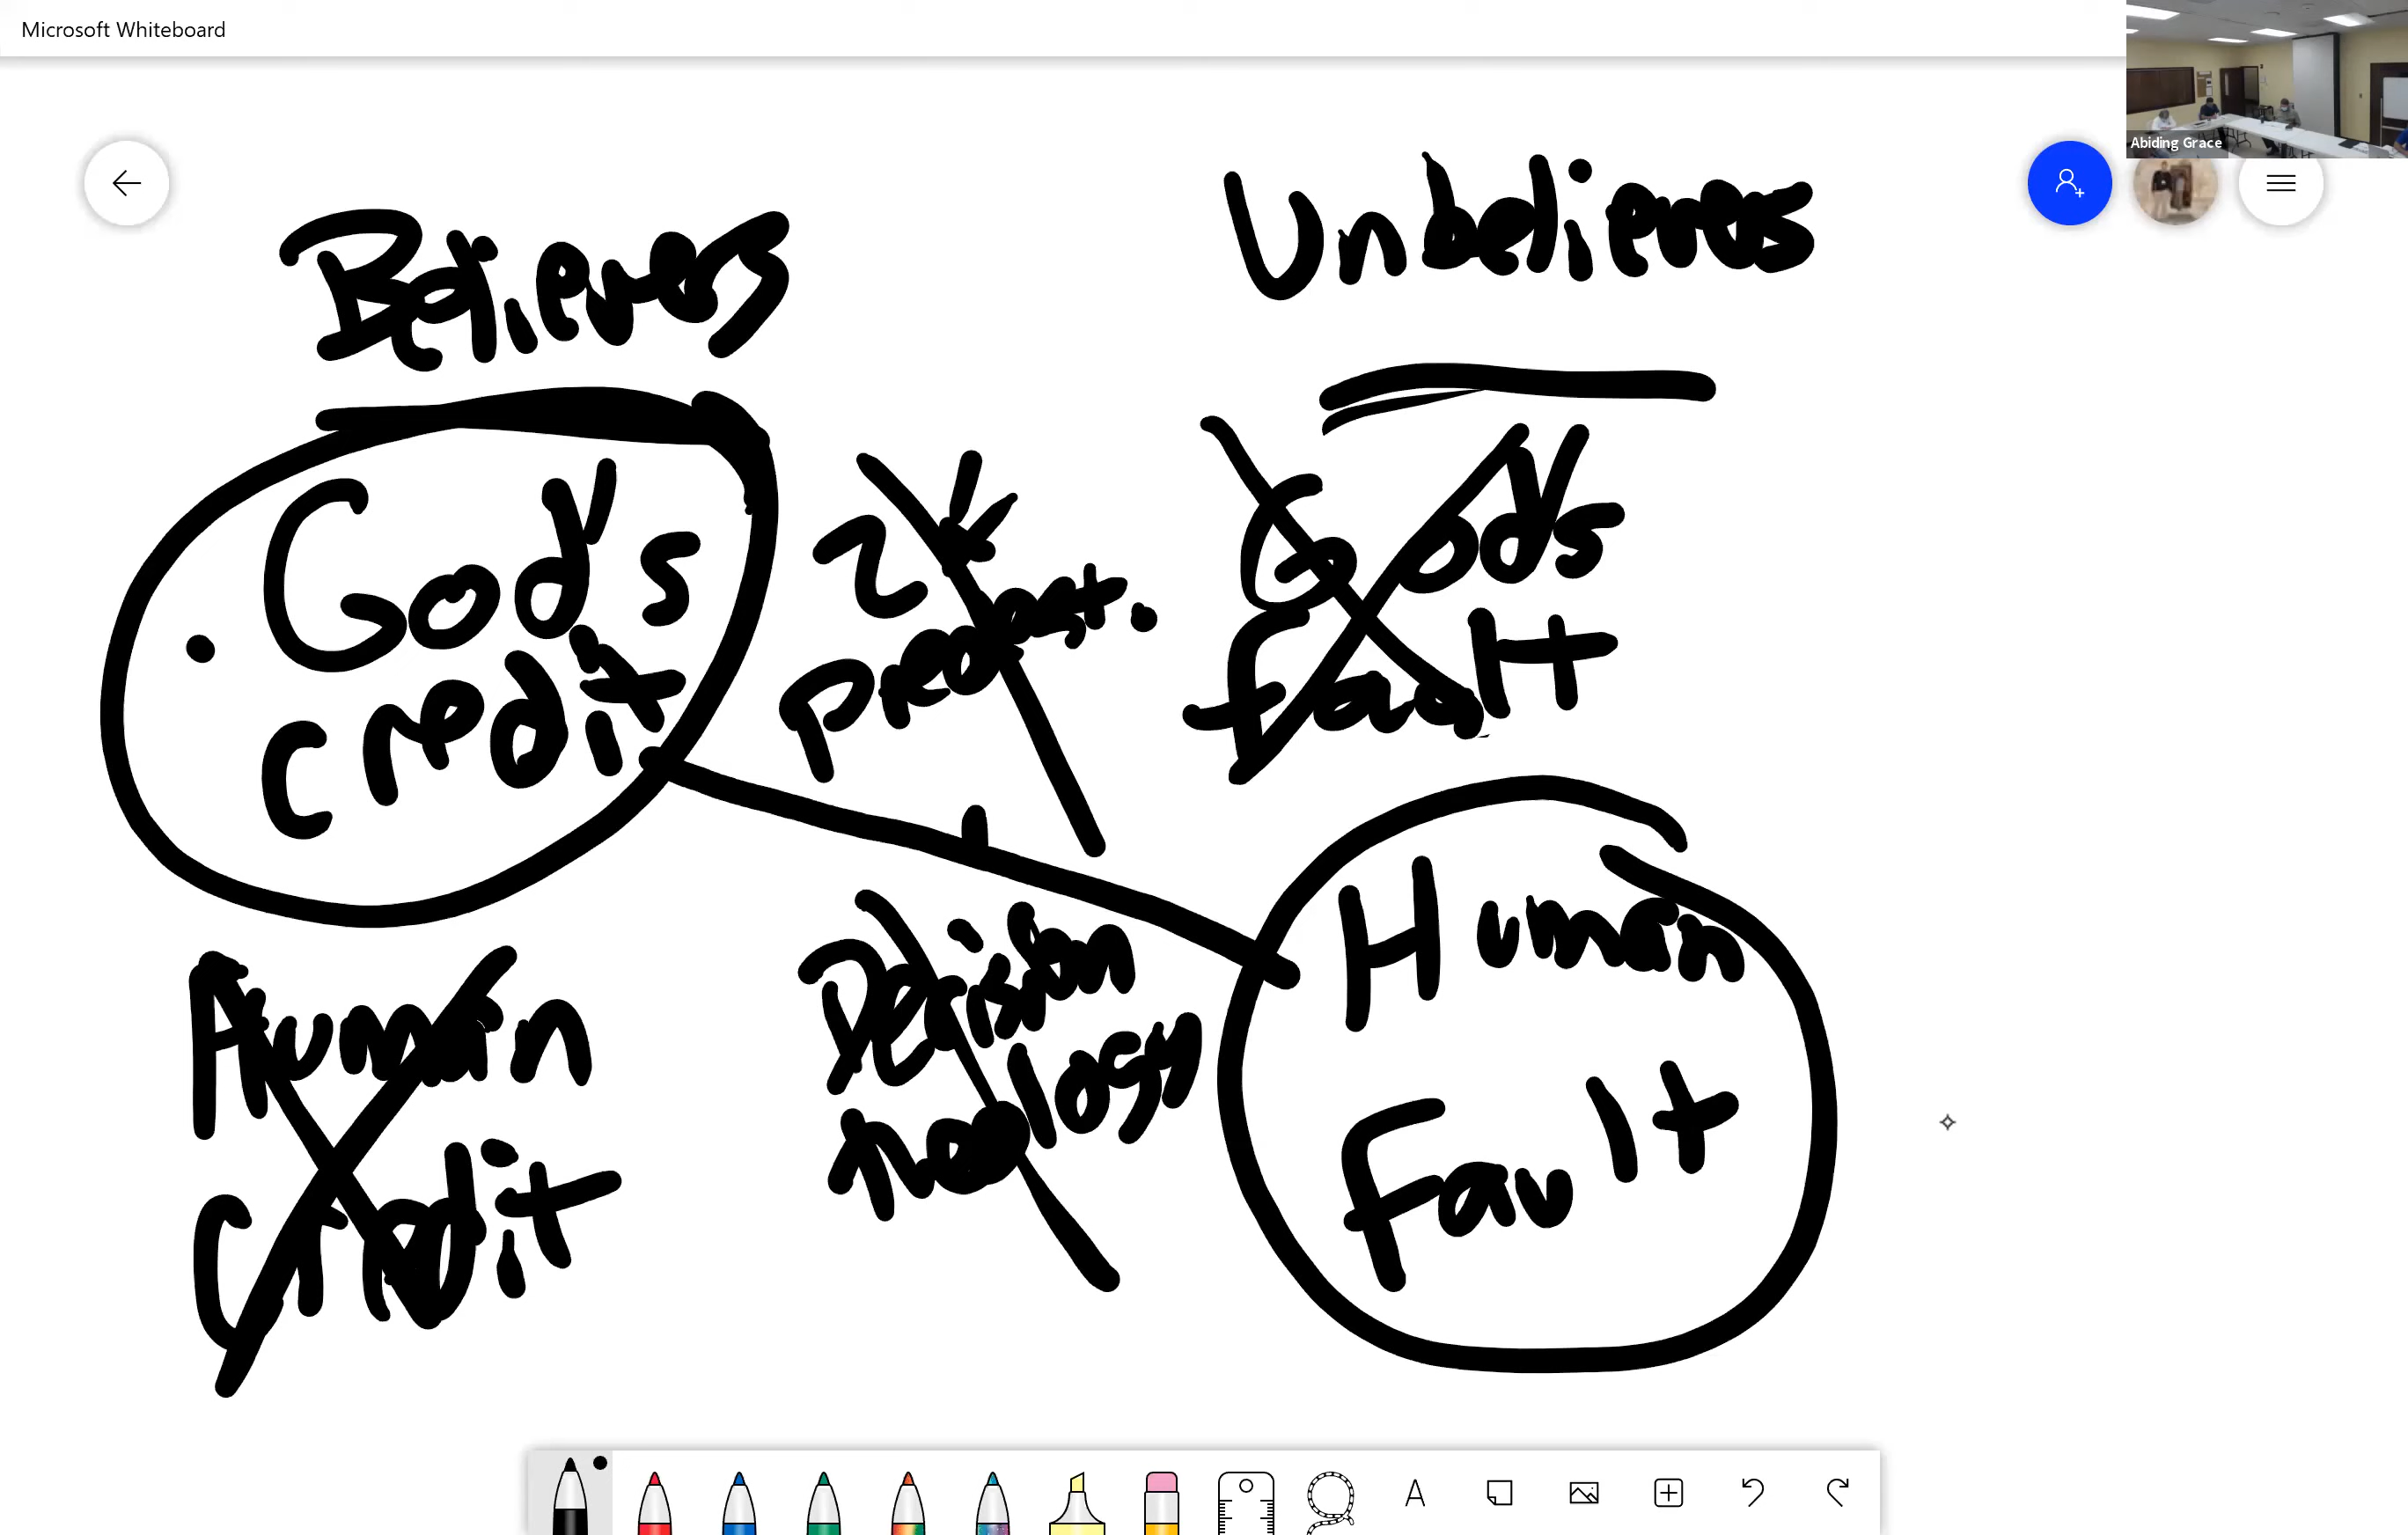 Microsoft Whiteboard
Abiding Grace
Believers
Unbelievers
God's
credit
2x
predest.
God's
fault
Human
credit
Decision
Theology
Human
Fault